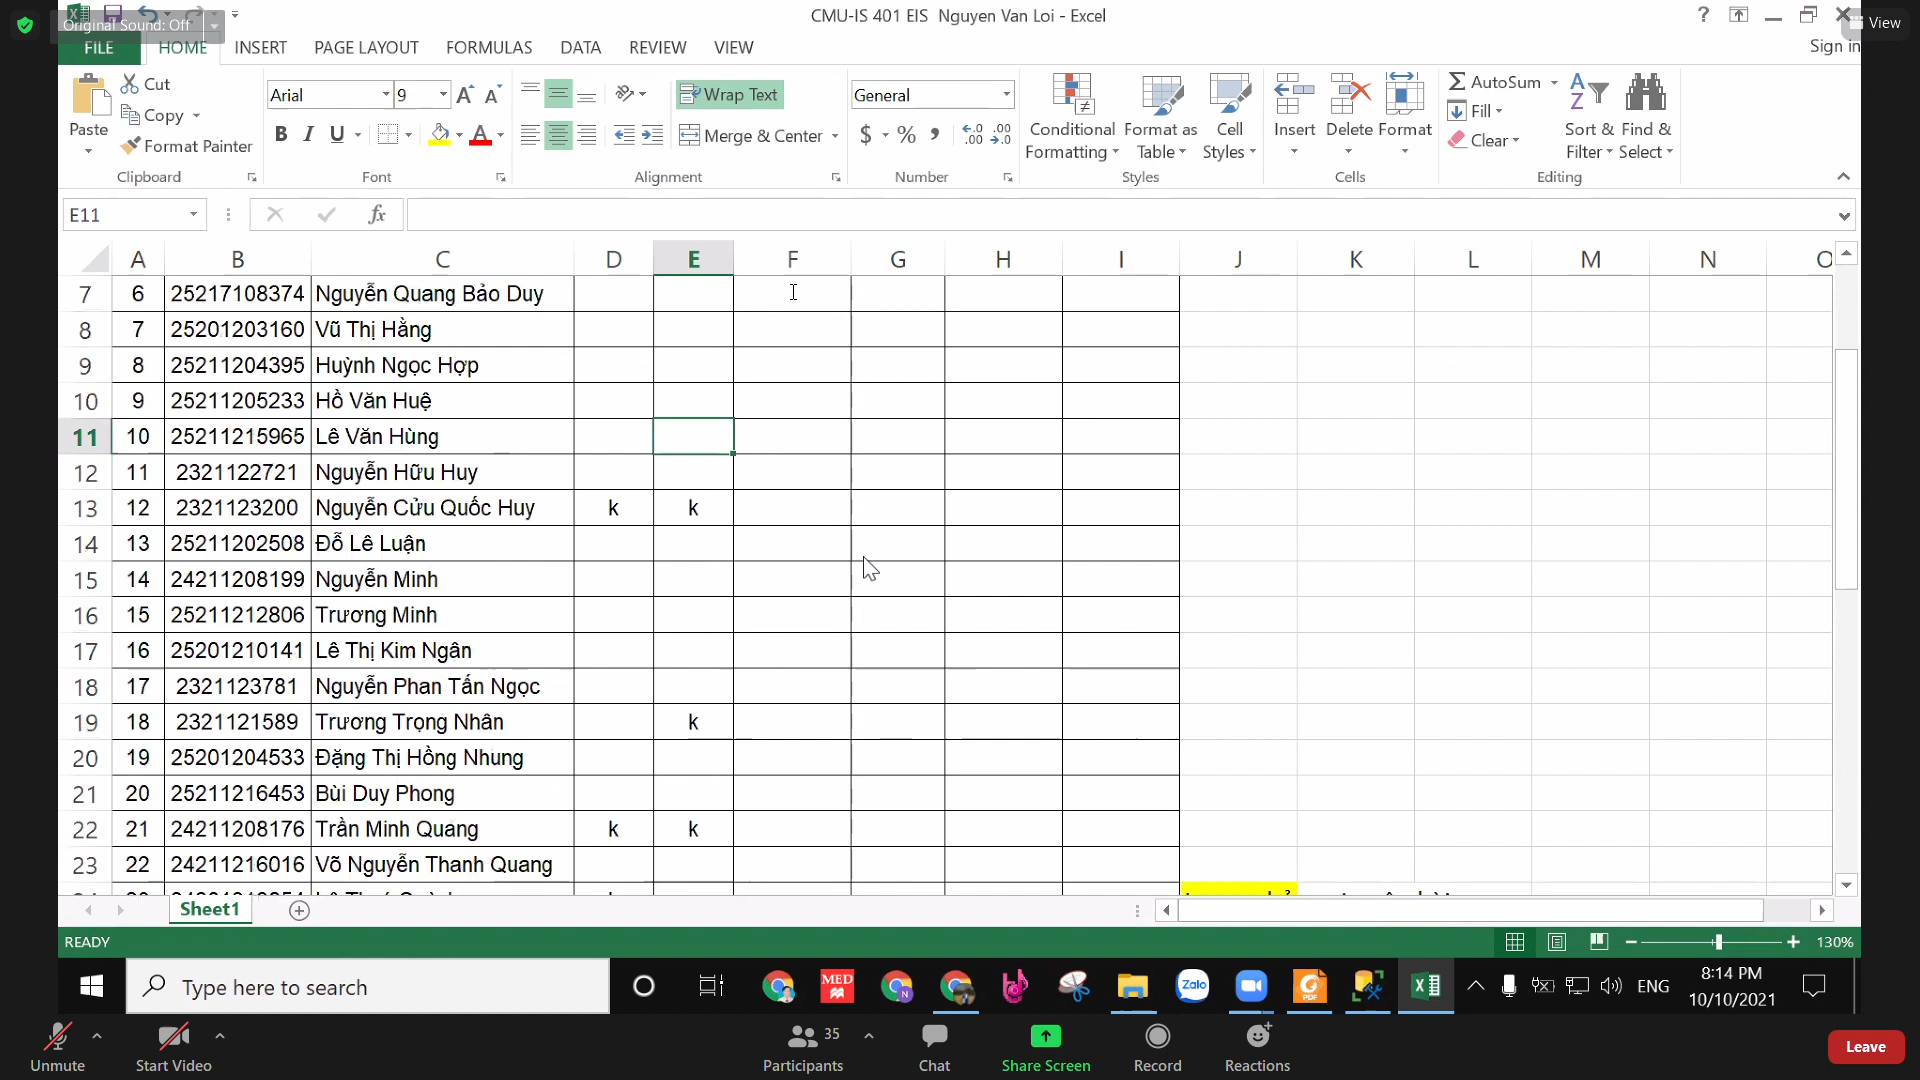 Original Sound: Off
CMU-IS 401 EIS Nguyen Van Loi - Excel
?
View
FILE HOME INSERT PAGE LAYOUT FORMULAS DATA REVIEW VIEW
Sign in
Paste
Cut
Copy
Format Painter
Clipboard
Arial 9
B I U
Font
Wrap Text
Merge & Center
Alignment
General
$ % ,
Number
Conditional Formatting
Format as Table
Cell Styles
Styles
Insert Delete Format
Cells
AutoSum
Fill
Clear
Sort & Filter
Find & Select
Editing
E11
fx
A B C D E F G H I J K L M N O
7 6 25217108374 Nguyễn Quang Bảo Duy
8 7 25201203160 Vũ Thị Hằng
9 8 25211204395 Huỳnh Ngọc Hợp
10 9 25211205233 Hồ Văn Huệ
11 10 25211215965 Lê Văn Hùng
12 11 2321122721 Nguyễn Hữu Huy
13 12 2321123200 Nguyễn Cửu Quốc Huy k k
14 13 25211202508 Đỗ Lê Luận
15 14 24211208199 Nguyễn Minh
16 15 25211212806 Trương Minh
17 16 25201210141 Lê Thị Kim Ngân
18 17 2321123781 Nguyễn Phan Tấn Ngọc
19 18 2321121589 Trương Trọng Nhân k
20 19 25201204533 Đặng Thị Hồng Nhung
21 20 25211216453 Bùi Duy Phong
22 21 24211208176 Trần Minh Quang k k
23 22 24211216016 Võ Nguyễn Thanh Quang
Sheet1
READY
130%
Type here to search
MED
Zalo
ENG
8:14 PM
10/10/2021
Unmute
Start Video
Participants 35
Chat
Share Screen
Record
Reactions
Leave